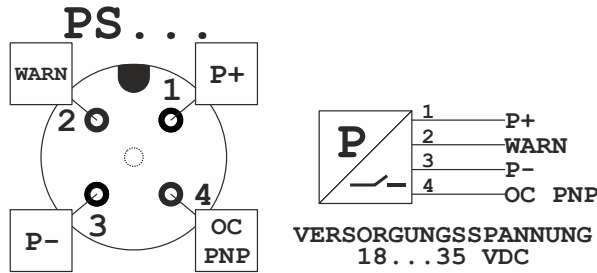 PS...
WARN
P+
1
2
3
4
P-
OC
PNP
P
1 P+
2 WARN
3 P-
4 OC PNP
VERSORGUNGSSPANNUNG
18...35 VDC